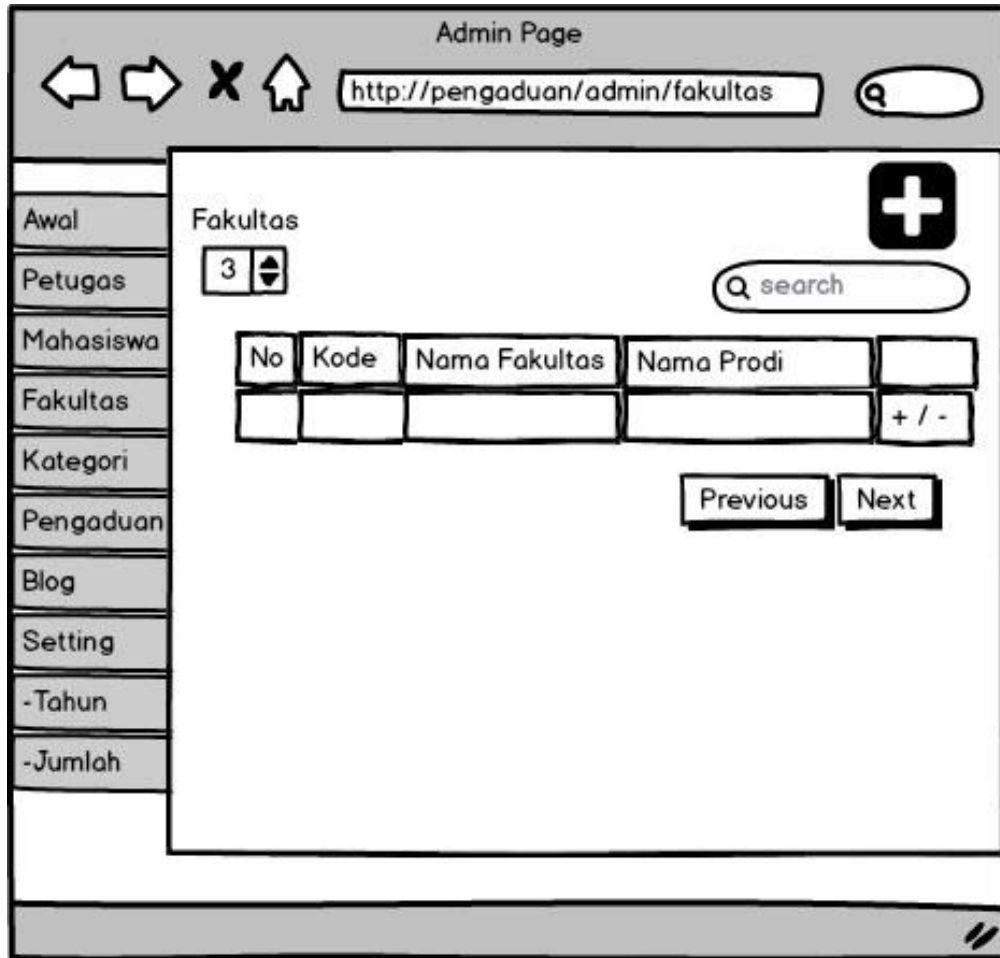 Admin Page
http://pengaduan/admin/fakultas
Awal
Petugas
Mahasiswa
Fakultas
Kategori
Pengaduan
Blog
Setting
-Tahun
-Jumlah
Fakultas
3
search
No Kode Nama Fakultas Nama Prodi
+ / -
Previous Next